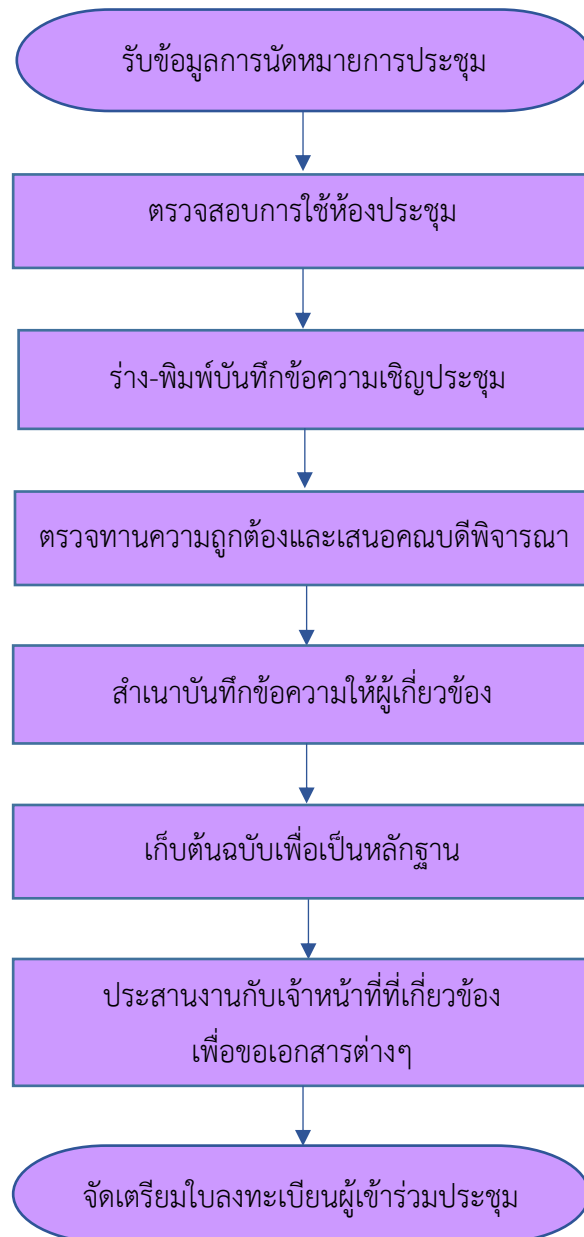 รับข้อมูลการนัดหมายการประชุม
ตรวจสอบการใช้ห้องประชุม
ร่าง-พิมพ์บันทึกข้อความเชิญประชุม
ตรวจทานความถูกต้องและเสนอคณบดีพิจารณา
สำเนาบันทึกข้อความให้ผู้เกี่ยวข้อง
เก็บต้นฉบับเพื่อเป็นหลักฐาน
ประสานงานกับเจ้าหน้าที่ที่เกี่ยวข้อง
เพื่อขอเอกสารต่างๆ
จัดเตรียมใบลงทะเบียนผู้เข้าร่วมประชุม